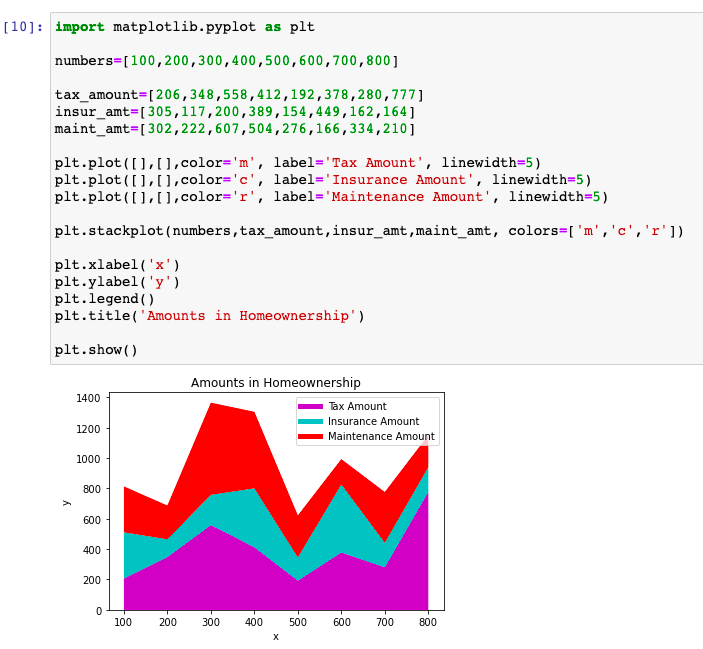 [10]: import matplotlib.pyplot as plt
numbers=[100,200,300,400,500,600,700,800]
tax_amount=[206,348,558,412,192,378,280,777]
insur_amt=[305,117,200,389,154,449,162,164]
maint_amt=[302,222,607,504,276,166,334,210]
plt.plot([],[],color='m', label='Tax Amount', linewidth=5)
plt.plot([],[],color='c', label='Insurance Amount', linewidth=5)
plt.plot([],[],color='r', label='Maintenance Amount', linewidth=5)
plt.stackplot(numbers,tax_amount,insur_amt,maint_amt, colors=['m','c','r'])
plt.xlabel('x')
plt.ylabel('y')
plt.legend()
plt.title('Amounts in Homeownership')
plt.show()
Amounts in Homeownership
Tax Amount
Insurance Amount
Maintenance Amount
1400
1200
1000
800
600
400
200
0
y
100 200 300 400 500 600 700 800
x